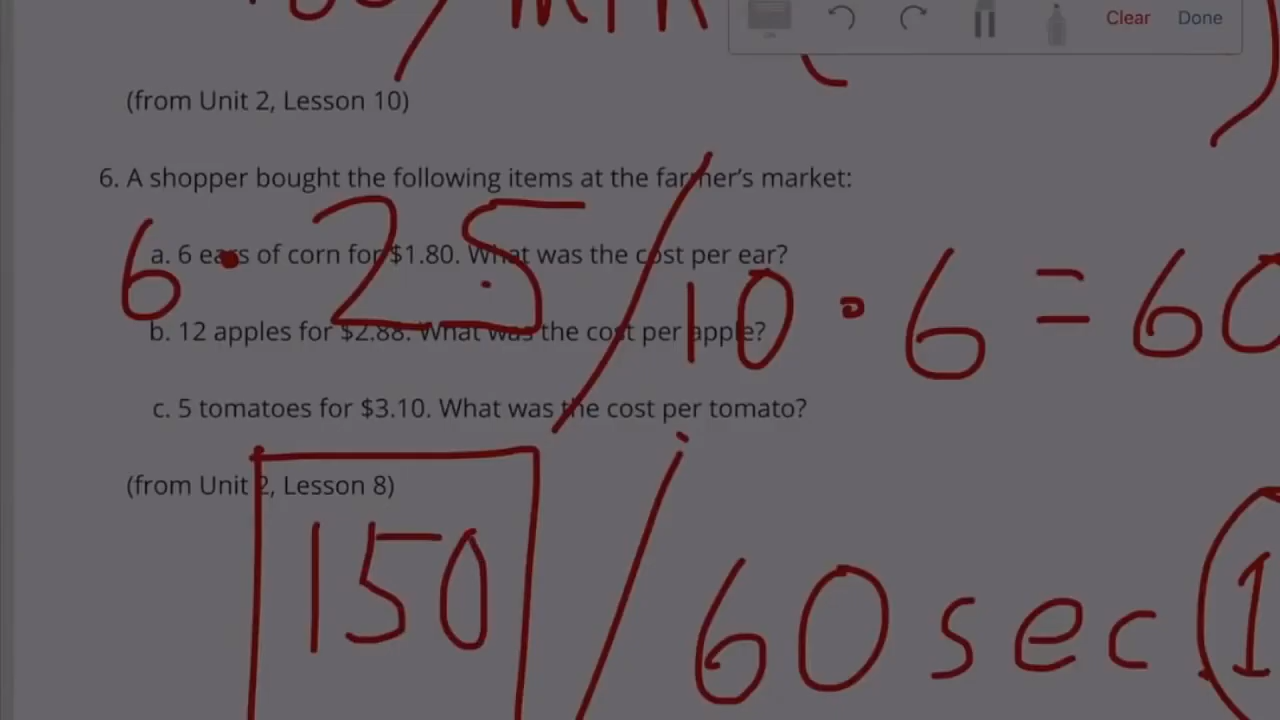 Clear Done
/ min (
(from Unit 2, Lesson 10)
6. A shopper bought the following items at the farmer's market:
a. 6 ears of corn for $1.80. What was the cost per ear?
6 · 25 / 10 · 6 = 60
b. 12 apples for $2.88. What was the cost per apple?
c. 5 tomatoes for $3.10. What was the cost per tomato?
(from Unit 2, Lesson 8)
150 / 60 sec (1